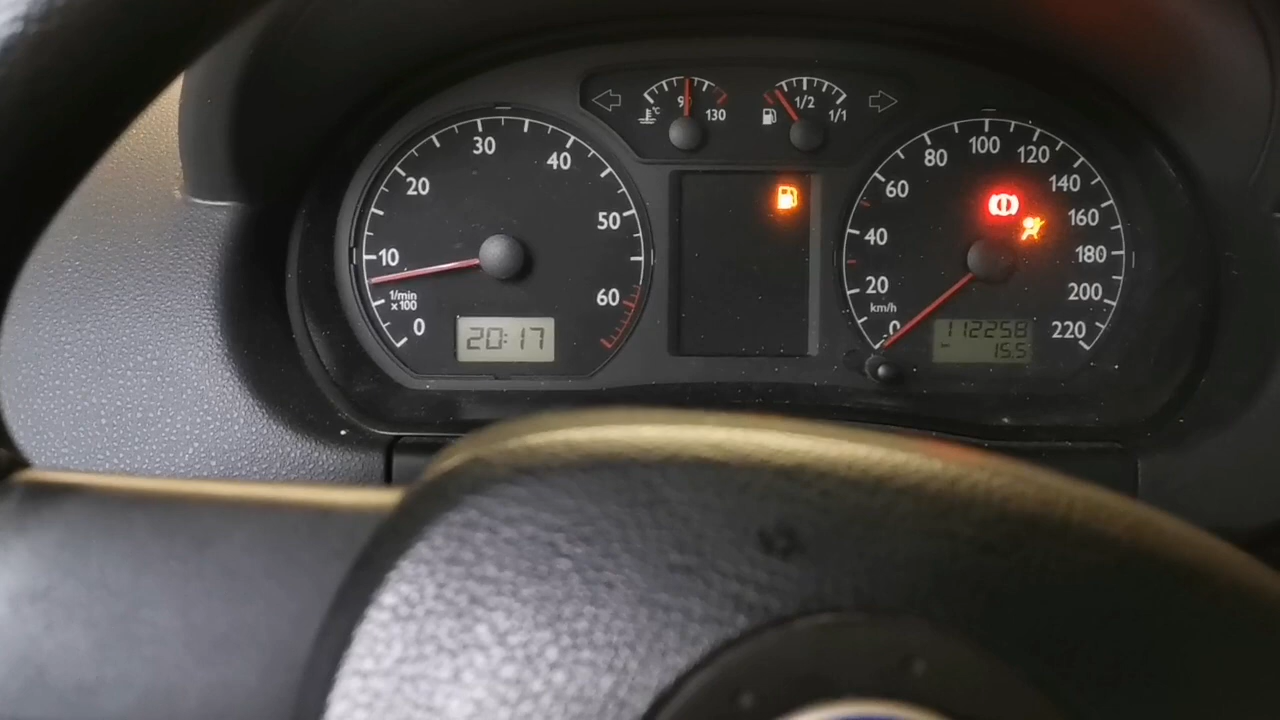 90 130
1/2 1/1
°C
0 10 20 30 40 50 60
1/min
x100
20:17
0 20 40 60 80 100 120 140 160 180 200 220
km/h
112258
15.5